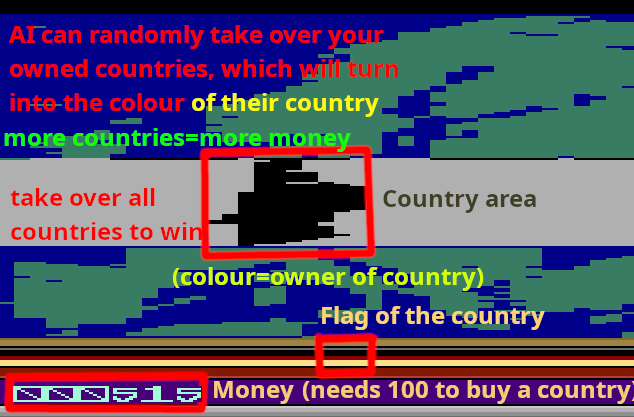 AI can randomly take over your
owned countries, which will turn
into the colour of their country
more countries=more money
take over all
countries to win
Country area
(colour=owner of country)
Flag of the country
000515 Money (needs 100 to buy a country)